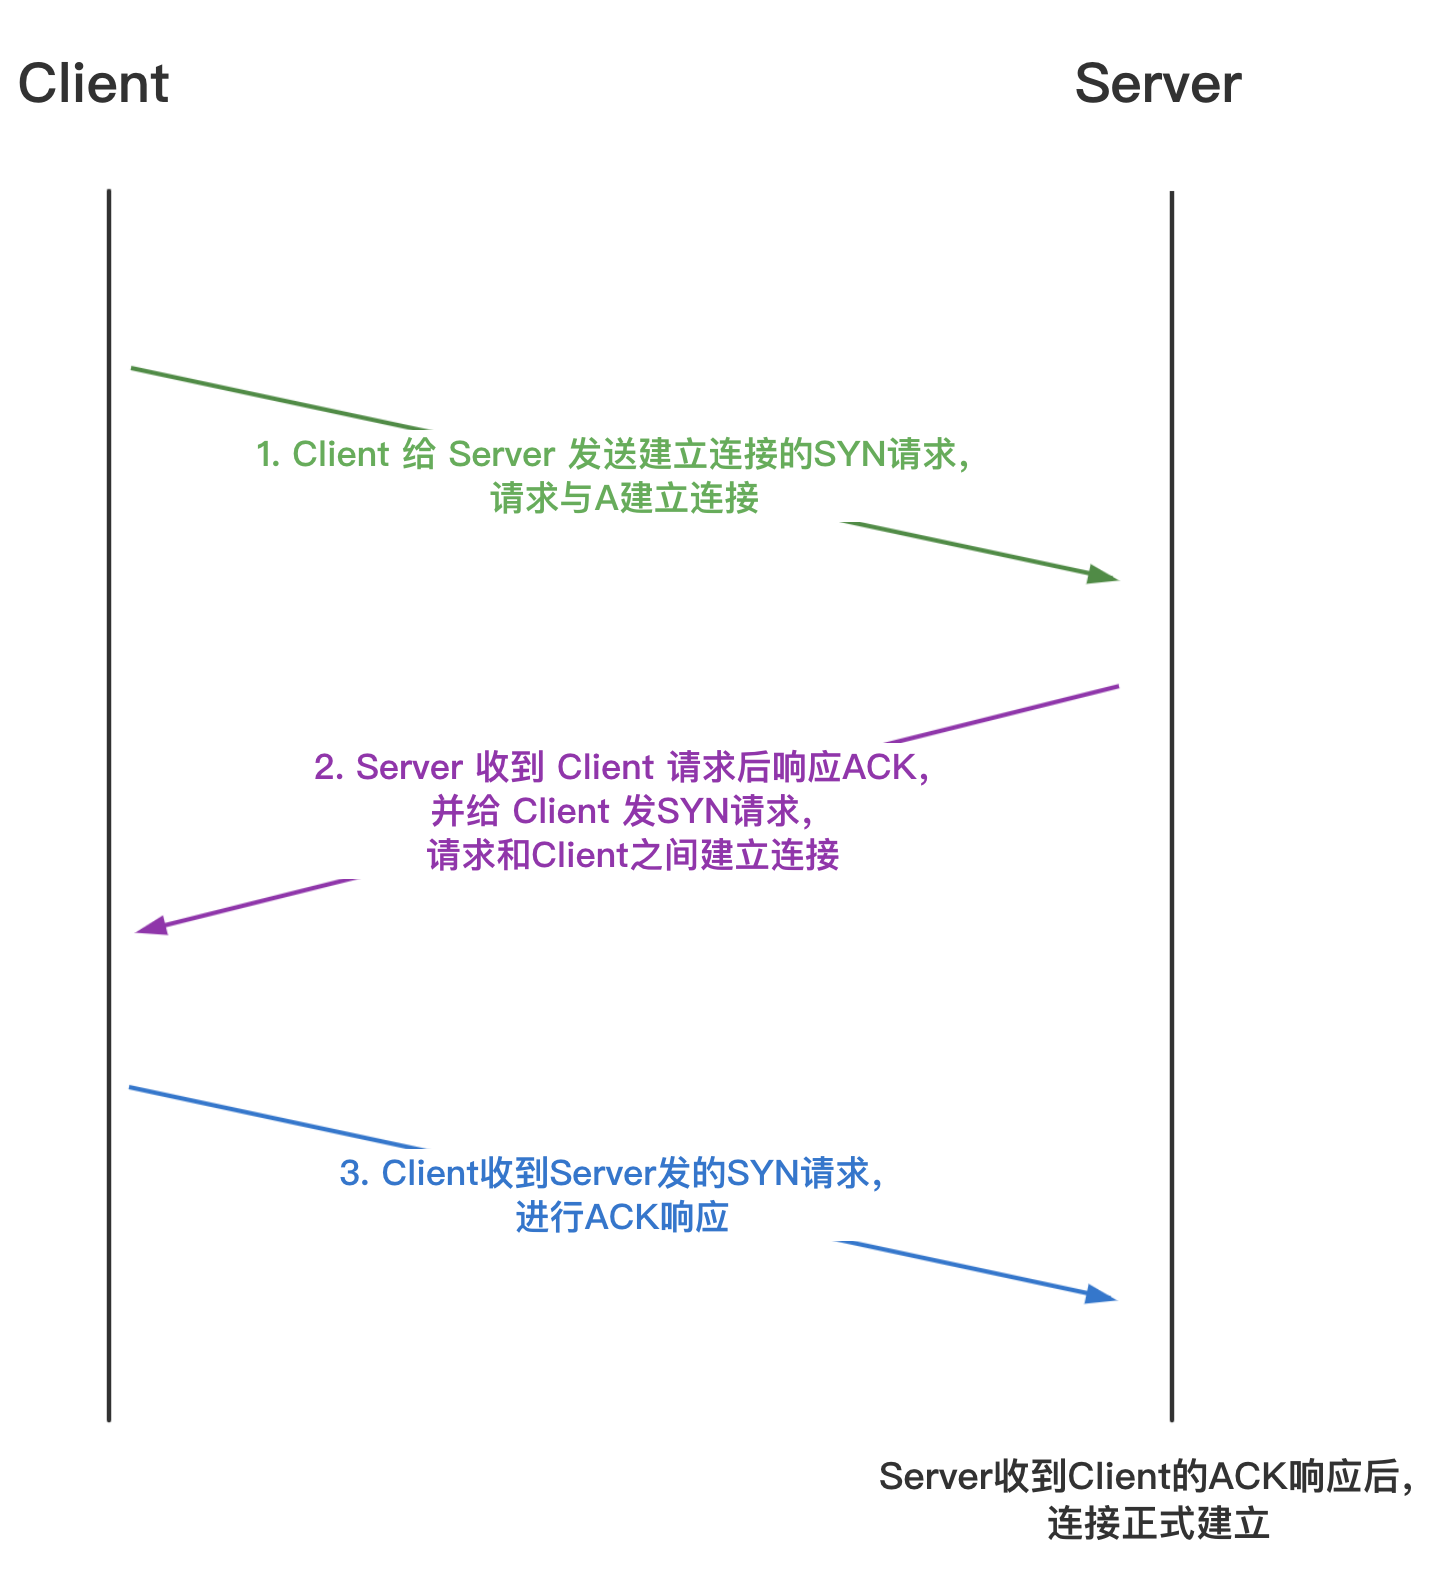 Client
Server
1. Client 给 Server 发送建立连接的SYN请求，
请求与A建立连接
2. Server 收到 Client 请求后响应ACK，
并给 Client 发SYN请求，
请求和Client之间建立连接
3. Client收到Server发的SYN请求，
进行ACK响应
Server收到Client的ACK响应后，
连接正式建立